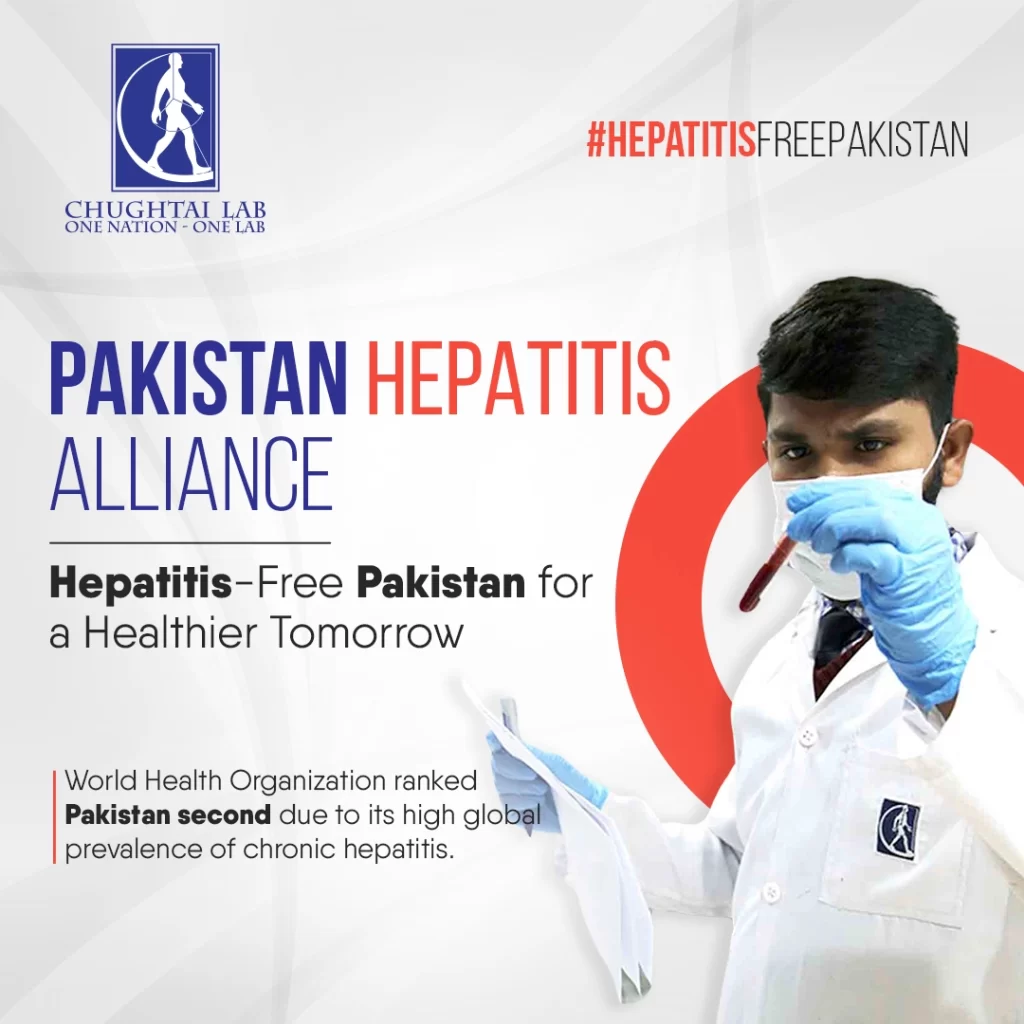 CHUGHTAI LAB
ONE NATION - ONE LAB
#HEPATITISFREEPAKISTAN
PAKISTAN HEPATITIS
ALLIANCE
Hepatitis-Free Pakistan for
a Healthier Tomorrow
World Health Organization ranked
Pakistan second due to its high global
prevalence of chronic hepatitis.